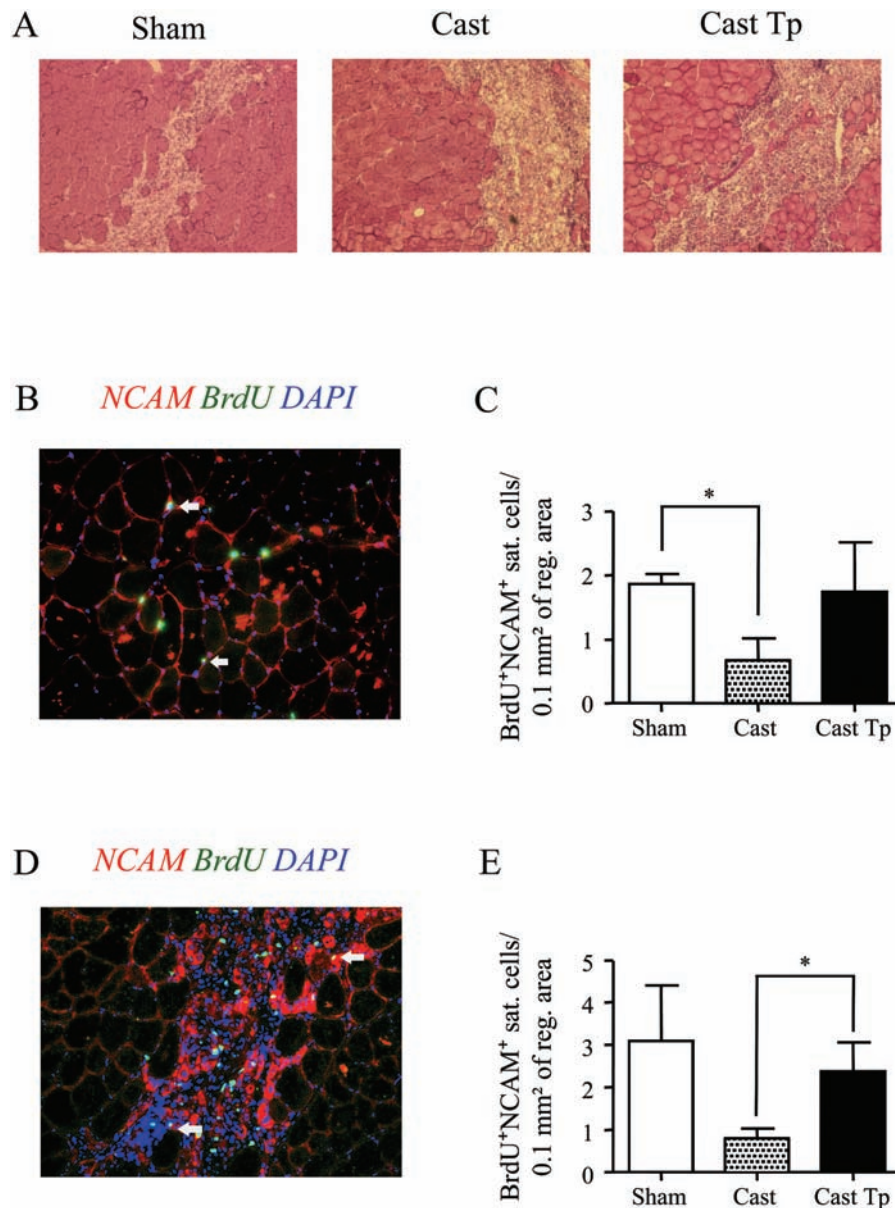 A
Sham
Cast
Cast Tp
B
NCAM BrdU DAPI
C
BrdU⁺NCAM⁺ sat. cells/
0.1 mm² of reg. area
3
2
1
0
*
Sham
Cast
Cast Tp
D
NCAM BrdU DAPI
E
BrdU⁺NCAM⁺ sat. cells/
0.1 mm² of reg. area
5
4
3
2
1
0
*
Sham
Cast
Cast Tp